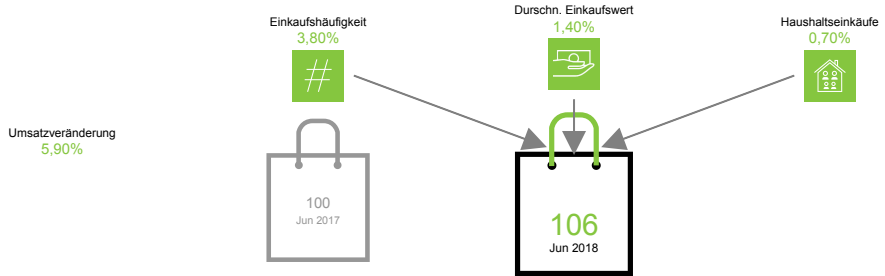 Einkaufshäufigkeit
3,80%
Durschn. Einkaufswert
1,40%
Haushaltseinkäufe
0,70%
Umsatzveränderung
5,90%
100
Jun 2017
106
Jun 2018